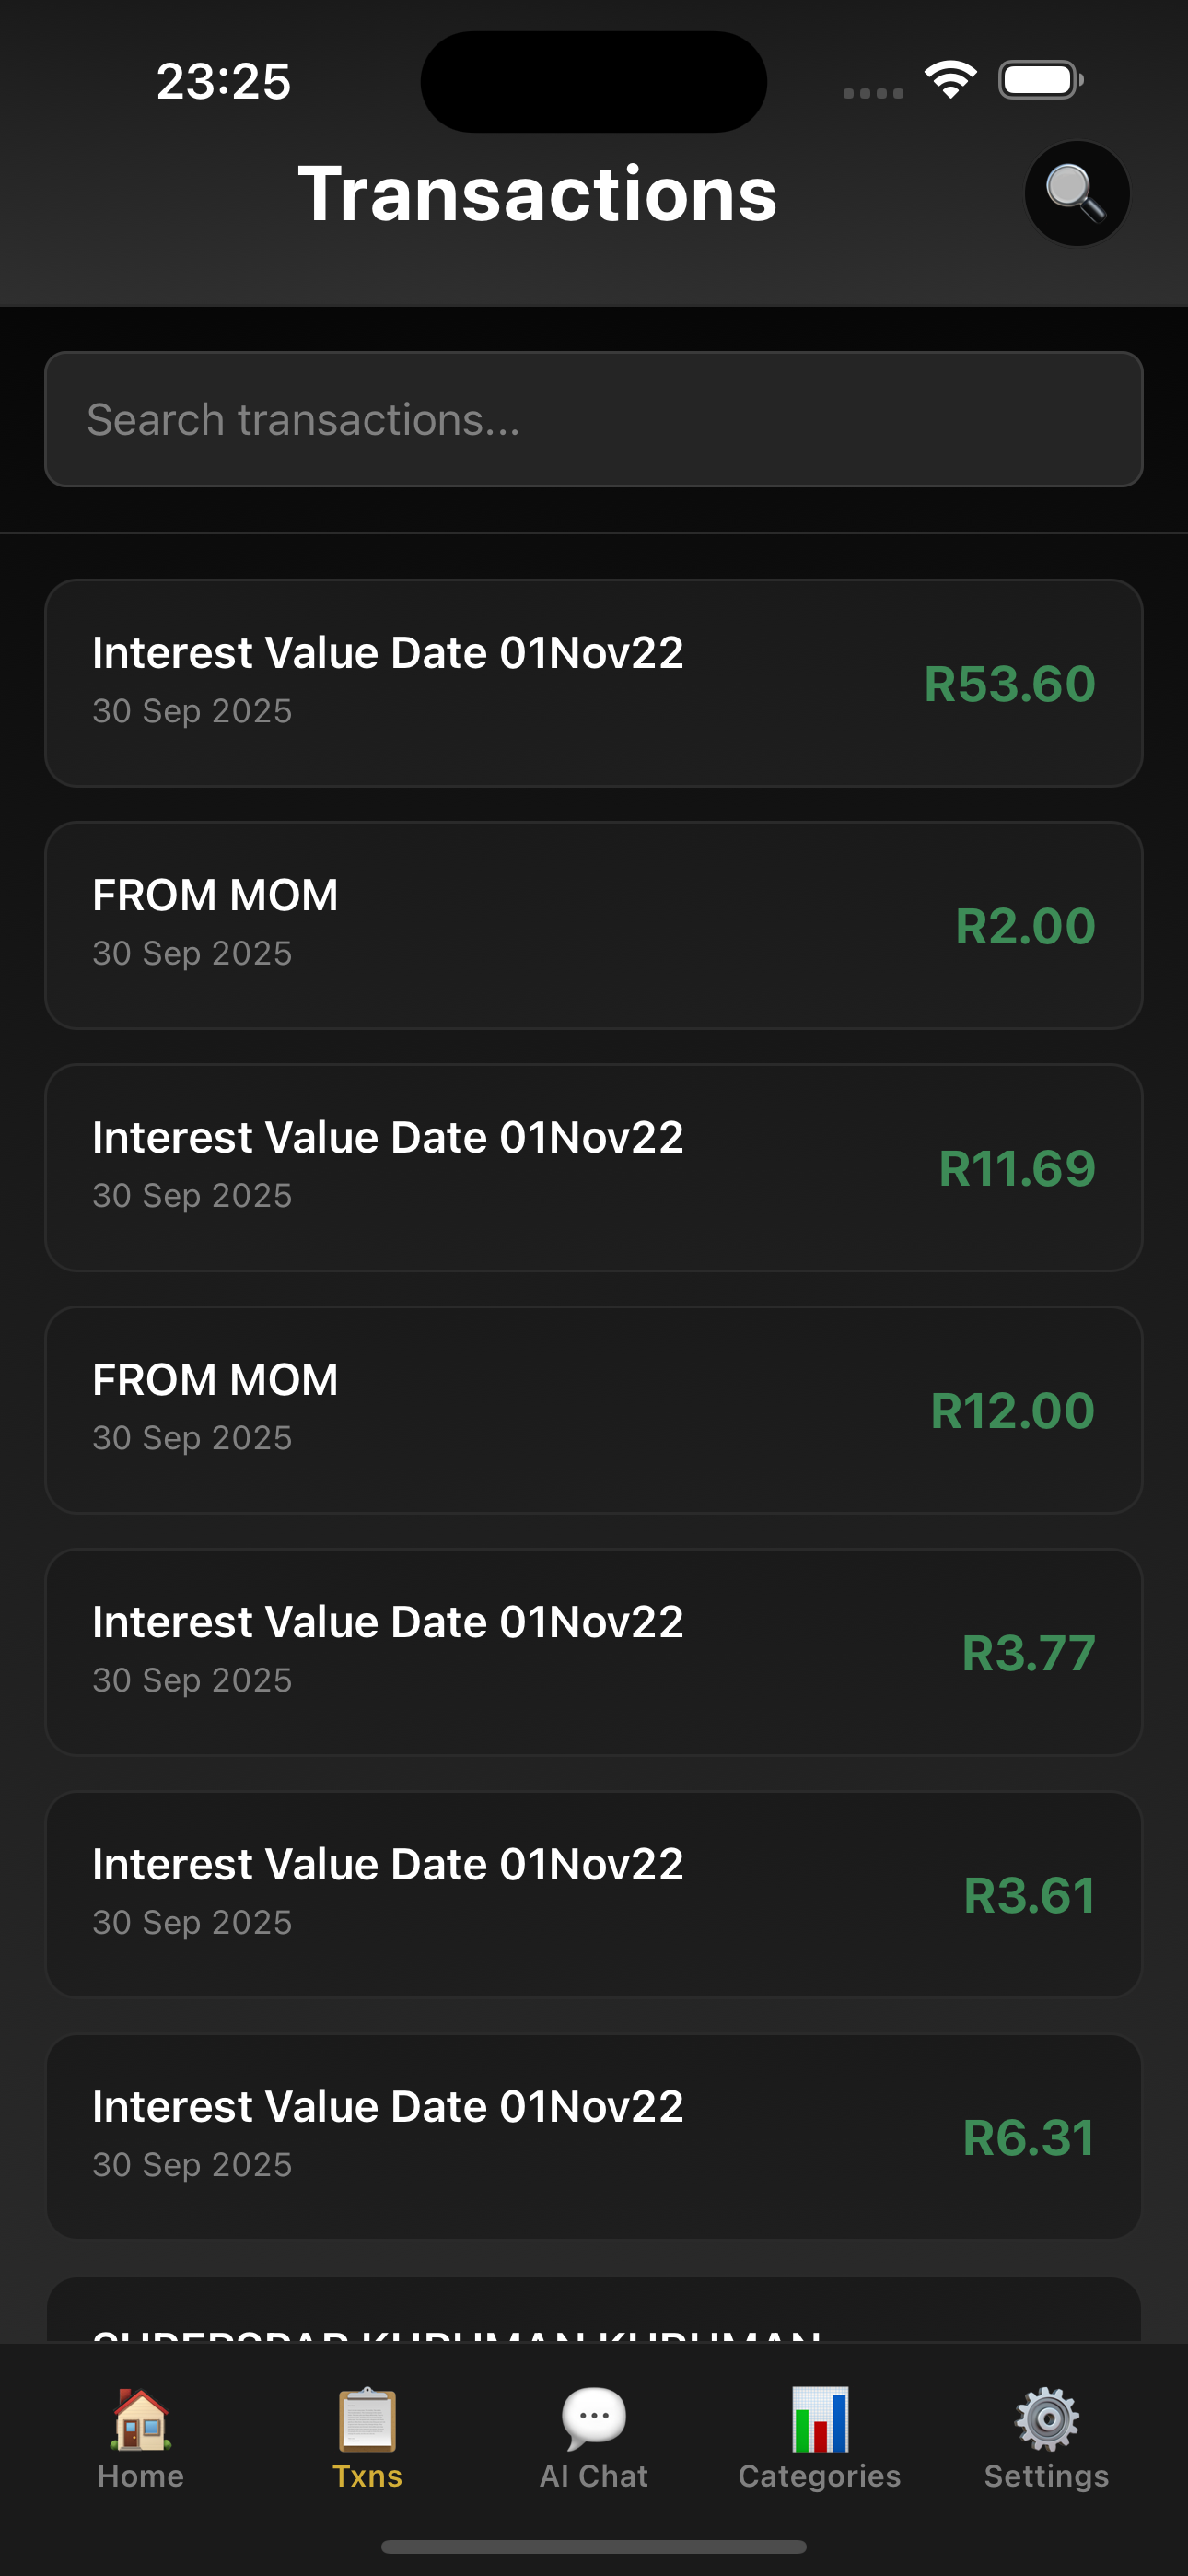 23:25
Transactions
Search transactions...
Interest Value Date 01Nov22
R53.60
30 Sep 2025
FROM MOM
R2.00
30 Sep 2025
Interest Value Date 01Nov22
R11.69
30 Sep 2025
FROM MOM
R12.00
30 Sep 2025
Interest Value Date 01Nov22
R3.77
30 Sep 2025
Interest Value Date 01Nov22
R3.61
30 Sep 2025
Interest Value Date 01Nov22
R6.31
30 Sep 2025
SUPERSPAR KURUMAN KURUMAN
Home
Txns
AI Chat
Categories
Settings